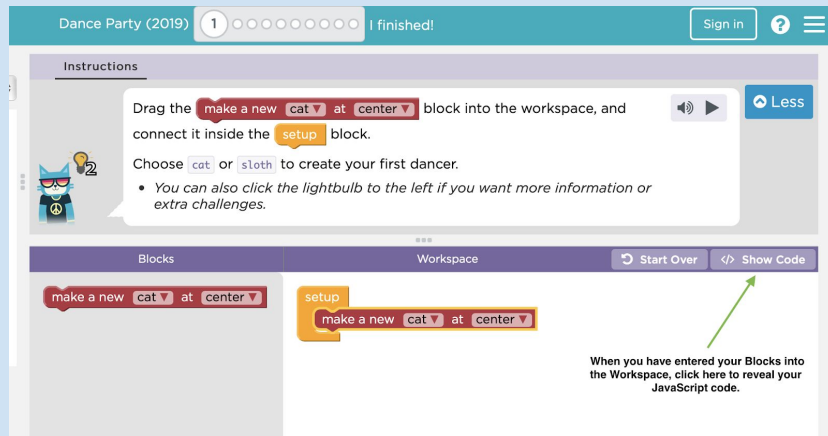 Dance Party (2019) 1 I finished! Sign in ?
Instructions
Drag the make a new cat ▼ at center ▼ block into the workspace, and
connect it inside the setup block.
Less
Choose cat or sloth to create your first dancer.
2
• You can also click the lightbulb to the left if you want more information or
extra challenges.
Blocks Workspace Start Over </> Show Code
make a new cat ▼ at center ▼
setup
make a new cat ▼ at center ▼
When you have entered your Blocks into
the Workspace, click here to reveal your
JavaScript code.